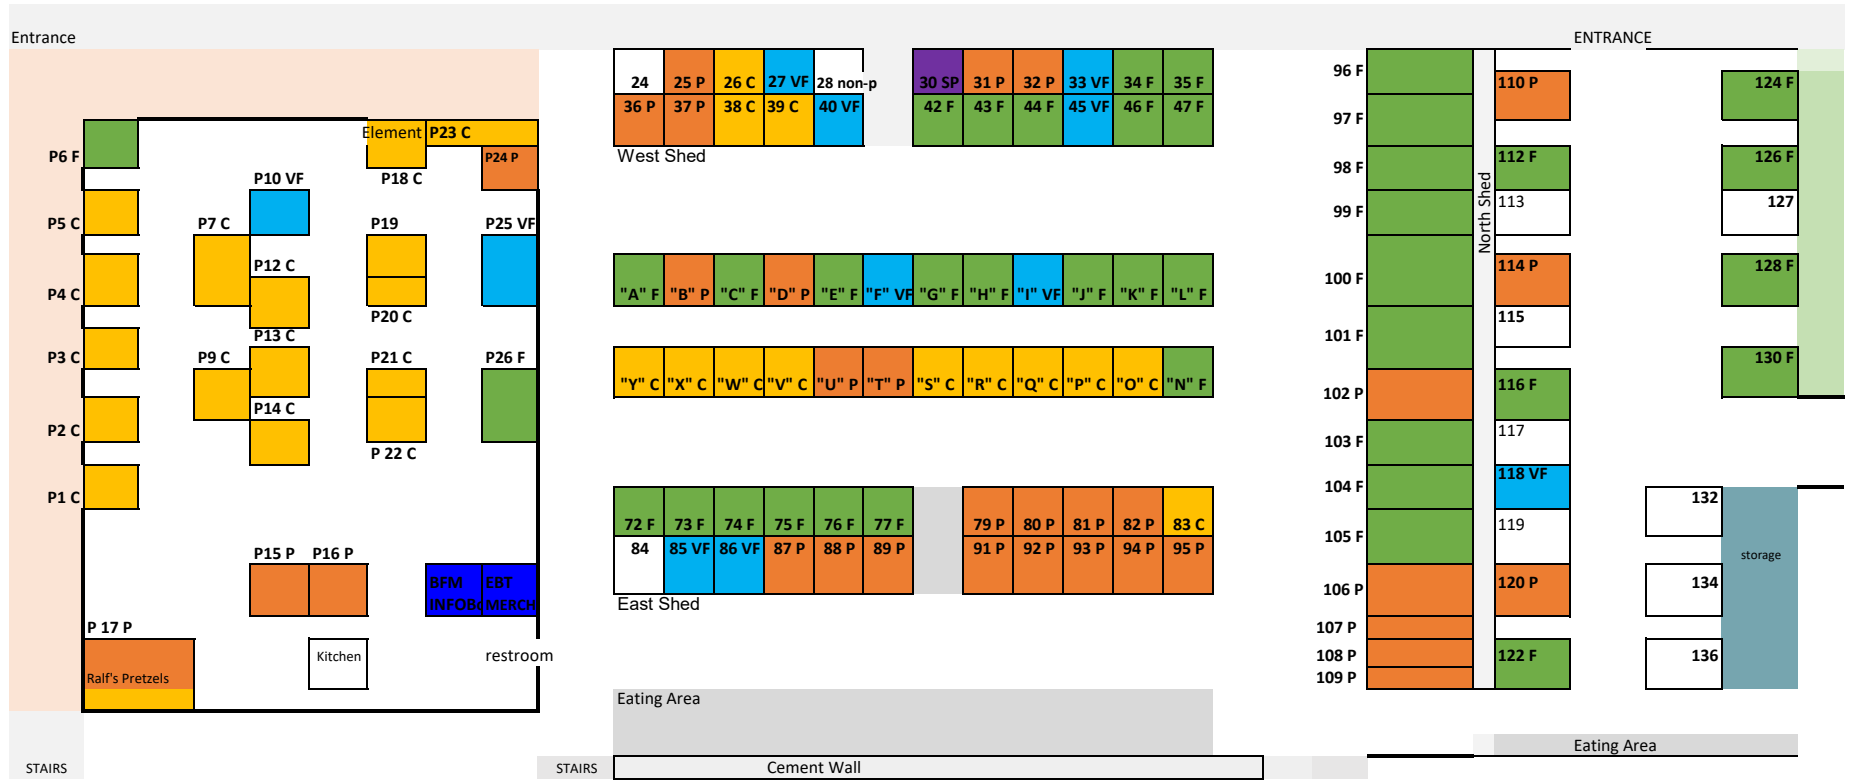 Entrance
ENTRANCE
24 25 P 26 C 27 VF 28 non-p 30 SP 31 P 32 P 33 VF 34 F 35 F
36 P 37 P 38 C 39 C 40 VF 42 F 43 F 44 F 45 VF 46 F 47 F
West Shed
Element P23 C
P24 P
P6 F
P18 C
P10 VF
P5 C
P7 C
P19
P25 VF
P12 C
P4 C
P20 C
P13 C
P3 C
P9 C
P21 C
P26 F
P14 C
P2 C
P 22 C
P1 C
P15 P
P16 P
BFM
INFOBo
EBT
MERCH
P 17 P
Ralf's Pretzels
Kitchen
restroom
"A" F "B" P "C" F "D" P "E" F "F" VF "G" F "H" F "I" VF "J" F "K" F "L" F
"Y" C "X" C "W" C "V" C "U" P "T" P "S" C "R" C "Q" C "P" C "O" C "N" F
72 F 73 F 74 F 75 F 76 F 77 F 79 P 80 P 81 P 82 P 83 C
84 85 VF 86 VF 87 P 88 P 89 P 91 P 92 P 93 P 94 P 95 P
East Shed
Eating Area
96 F
97 F
98 F
99 F
100 F
101 F
102 P
103 F
104 F
105 F
106 P
107 P
108 P
109 P
North Shed
110 P
112 F
113
114 P
115
116 F
117
118 VF
119
120 P
122 F
124 F
126 F
127
128 F
130 F
132
134
136
storage
Eating Area
STAIRS
STAIRS
Cement Wall